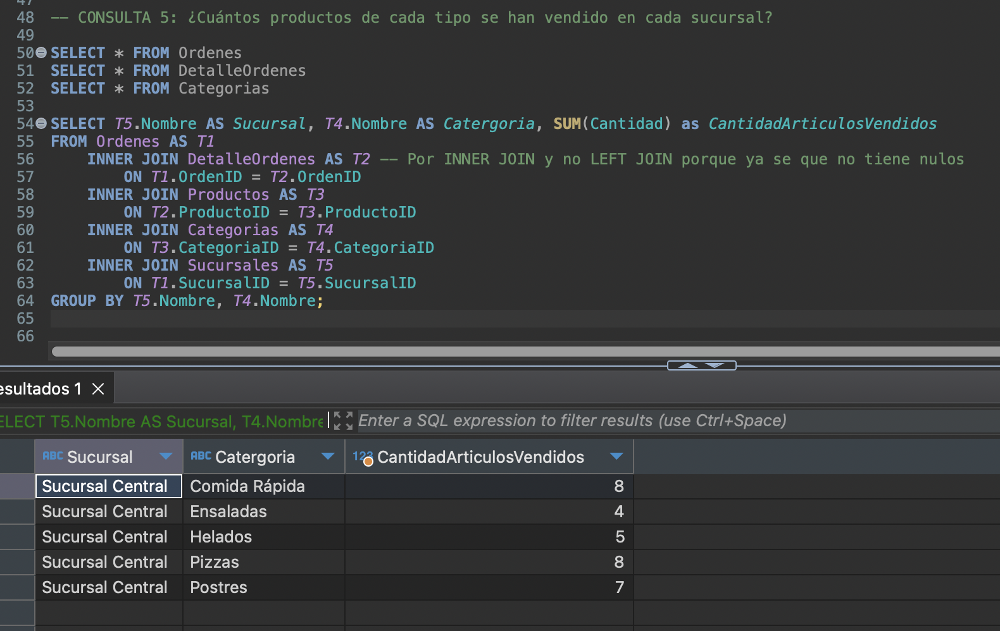 47
48 -- CONSULTA 5: ¿Cuántos productos de cada tipo se han vendido en cada sucursal?
49
50 SELECT * FROM Ordenes
51 SELECT * FROM DetalleOrdenes
52 SELECT * FROM Categorias
53
54 SELECT T5.Nombre AS Sucursal, T4.Nombre AS Catergoria, SUM(Cantidad) as CantidadArticulosVendidos
55 FROM Ordenes AS T1
56 INNER JOIN DetalleOrdenes AS T2 -- Por INNER JOIN y no LEFT JOIN porque ya se que no tiene nulos
57 ON T1.OrdenID = T2.OrdenID
58 INNER JOIN Productos AS T3
59 ON T2.ProductoID = T3.ProductoID
60 INNER JOIN Categorias AS T4
61 ON T3.CategoriaID = T4.CategoriaID
62 INNER JOIN Sucursales AS T5
63 ON T1.SucursalID = T5.SucursalID
64 GROUP BY T5.Nombre, T4.Nombre;
65
66
esultados 1
ELECT T5.Nombre AS Sucursal, T4.Nombre Enter a SQL expression to filter results (use Ctrl+Space)
ABC Sucursal ABC Catergoria 123 CantidadArticulosVendidos
Sucursal Central Comida Rápida 8
Sucursal Central Ensaladas 4
Sucursal Central Helados 5
Sucursal Central Pizzas 8
Sucursal Central Postres 7